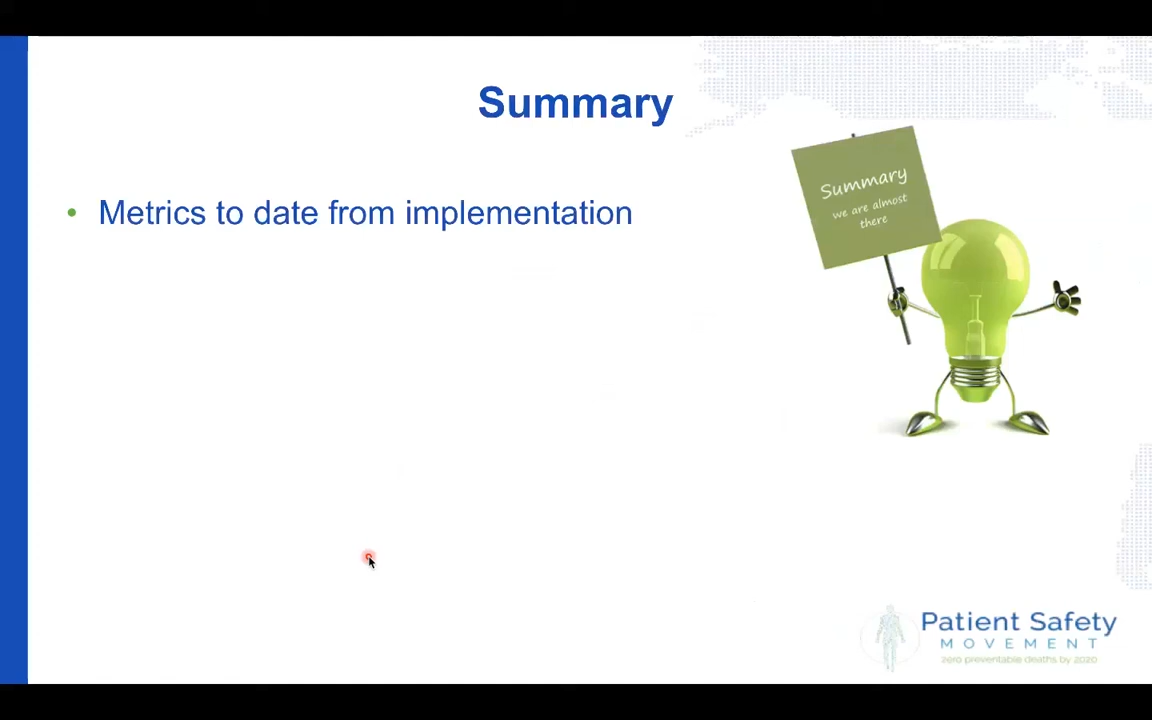 Summary
• Metrics to date from implementation
Summary
we are almost
there
Patient Safety
MOVEMENT
zero preventable deaths by 2020